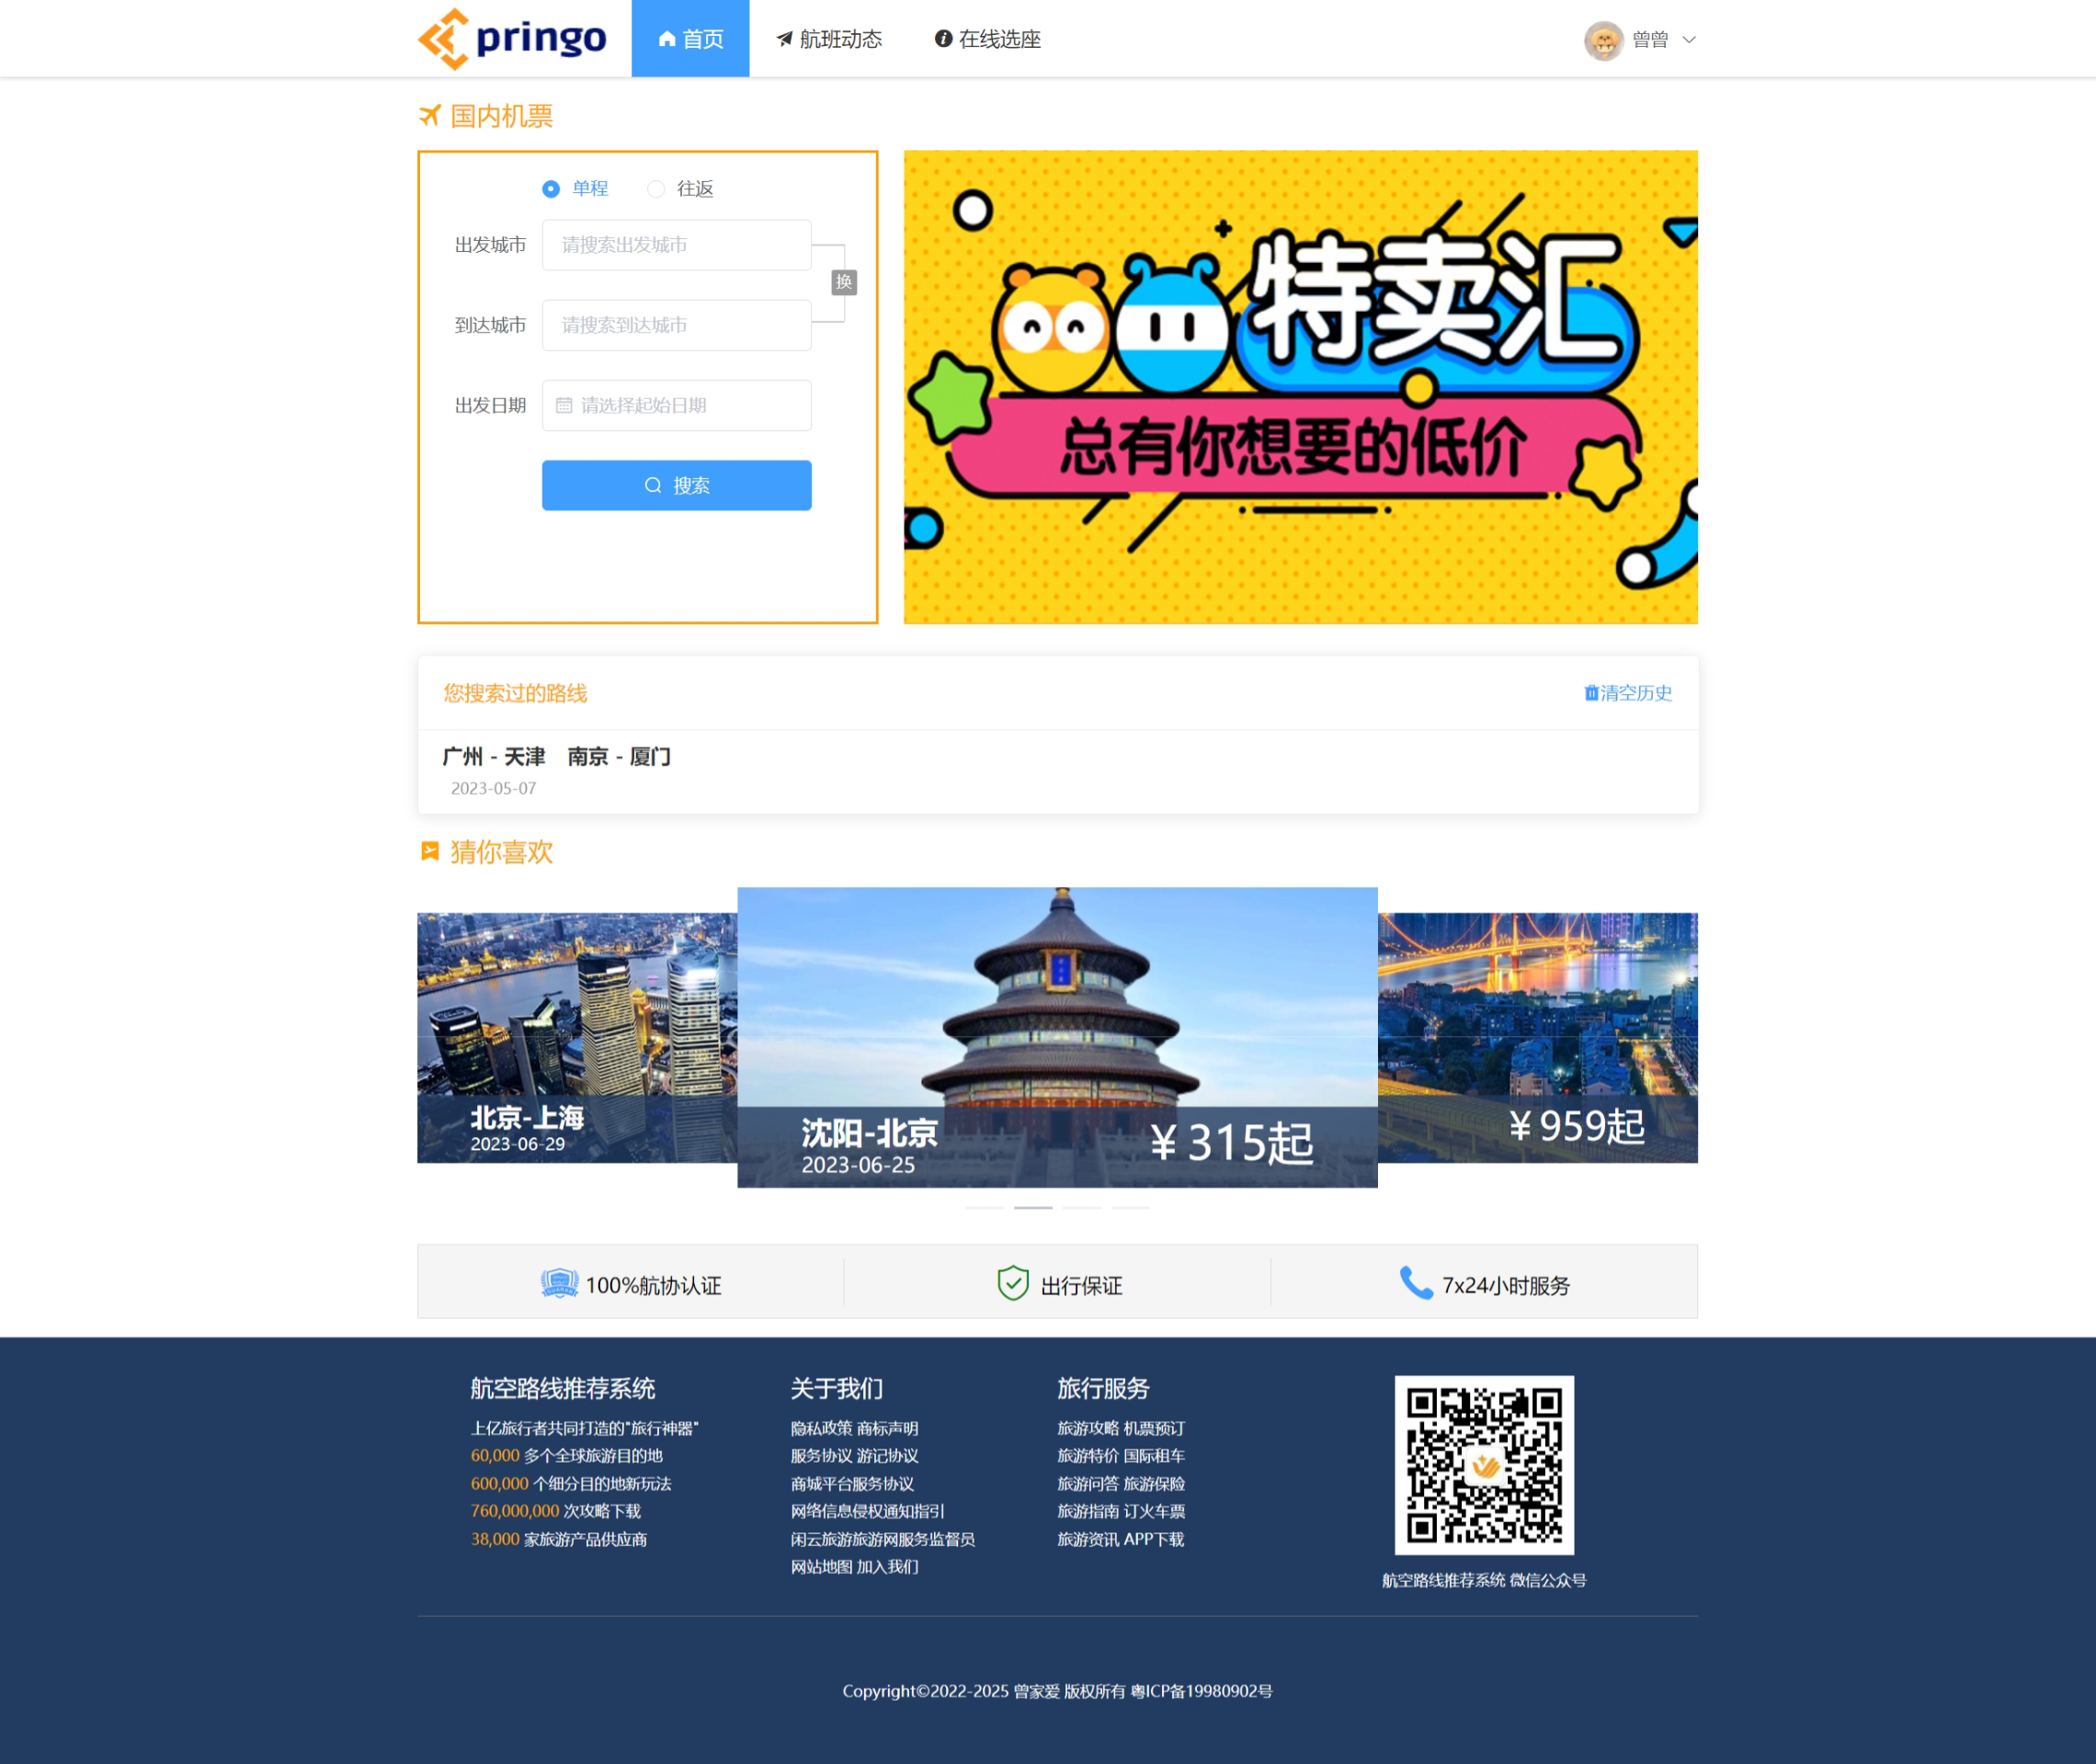 pringo
首页
航班动态
在线选座
曾曾
国内机票
单程
往返
出发城市
请搜索出发城市
换
到达城市
请搜索到达城市
出发日期
请选择起始日期
搜索
特卖汇
总有你想要的低价
您搜索过的路线
清空历史
广州 - 天津
南京 - 厦门
2023-05-07
猜你喜欢
北京-上海
2023-06-29
沈阳-北京
2023-06-25
¥315起
¥959起
100%航协认证
出行保证
7x24小时服务
航空路线推荐系统
上亿旅行者共同打造的"旅行神器"
60,000 多个全球旅游目的地
600,000 个细分目的地新玩法
760,000,000 次攻略下载
38,000 家旅游产品供应商
关于我们
隐私政策 商标声明
服务协议 游记协议
商城平台服务协议
网络信息侵权通知指引
闲云旅游旅游网服务监督员
网站地图 加入我们
旅行服务
旅游攻略 机票预订
旅游特价 国际租车
旅游问答 旅游保险
旅游指南 订火车票
旅游资讯 APP下载
航空路线推荐系统 微信公众号
Copyright©2022-2025 曾家爱 版权所有 粤ICP备19980902号